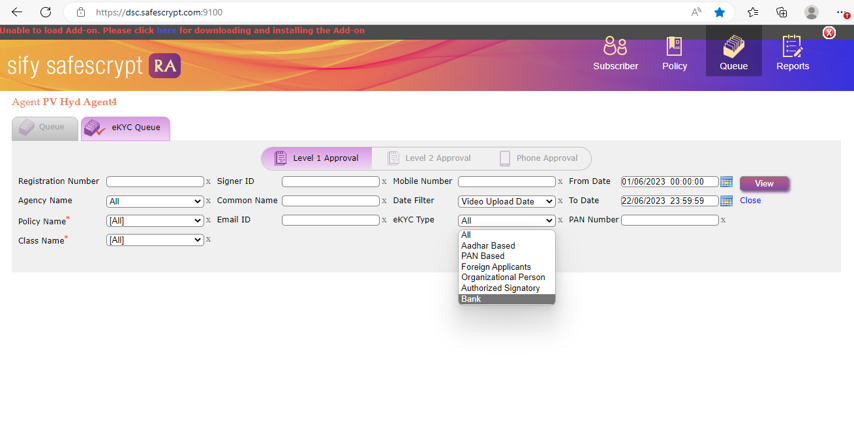 https://dsc.safescrypt.com:9100
Unable to load Add-on. Please click here for downloading and installing the Add-on
sify safescrypt RA
Subscriber Policy Queue Reports
Agent PV Hyd Agent4
Queue eKYC Queue
Level 1 Approval Level 2 Approval Phone Approval
Registration Number x Signer ID x Mobile Number x From Date 01/06/2023 00:00:00 View
Agency Name All x Common Name x Date Filter Video Upload Date x To Date 22/06/2023 23:59:59 Close
Policy Name* [All] x Email ID x eKYC Type All x PAN Number x
Class Name* [All] x
All
Aadhar Based
PAN Based
Foreign Applicants
Organizational Person
Authorized Signatory
Bank